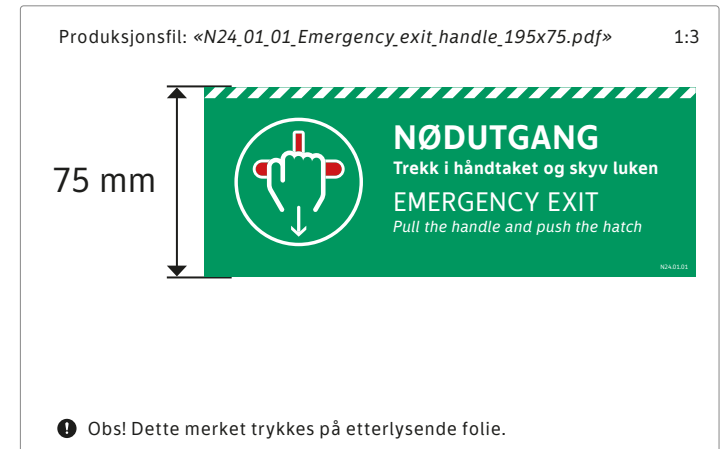 Produksjonsfil: «N24_01_01_Emergency_exit_handle_195x75.pdf» 1:3
75 mm
NØDUTGANG
Trekk i håndtaket og skyv luken
EMERGENCY EXIT
Pull the handle and push the hatch
N24.01.01
Obs! Dette merket trykkes på etterlysende folie.